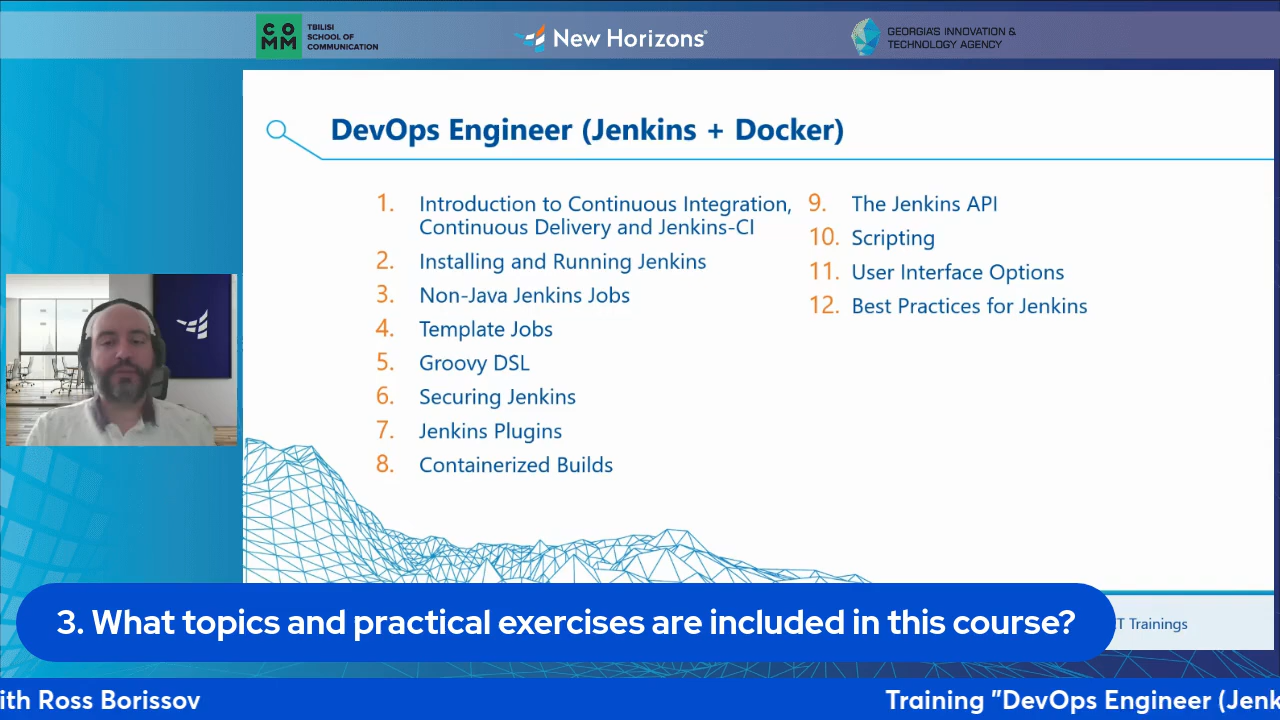 CO
MM
TBILISI
SCHOOL OF
COMMUNICATION
New Horizons®
GEORGIA'S INNOVATION &
TECHNOLOGY AGENCY
DevOps Engineer (Jenkins + Docker)
1. Introduction to Continuous Integration,
Continuous Delivery and Jenkins-CI
2. Installing and Running Jenkins
3. Non-Java Jenkins Jobs
4. Template Jobs
5. Groovy DSL
6. Securing Jenkins
7. Jenkins Plugins
8. Containerized Builds
9. The Jenkins API
10. Scripting
11. User Interface Options
12. Best Practices for Jenkins
3. What topics and practical exercises are included in this course?
T Trainings
ith Ross Borissov
Training "DevOps Engineer (Jenk